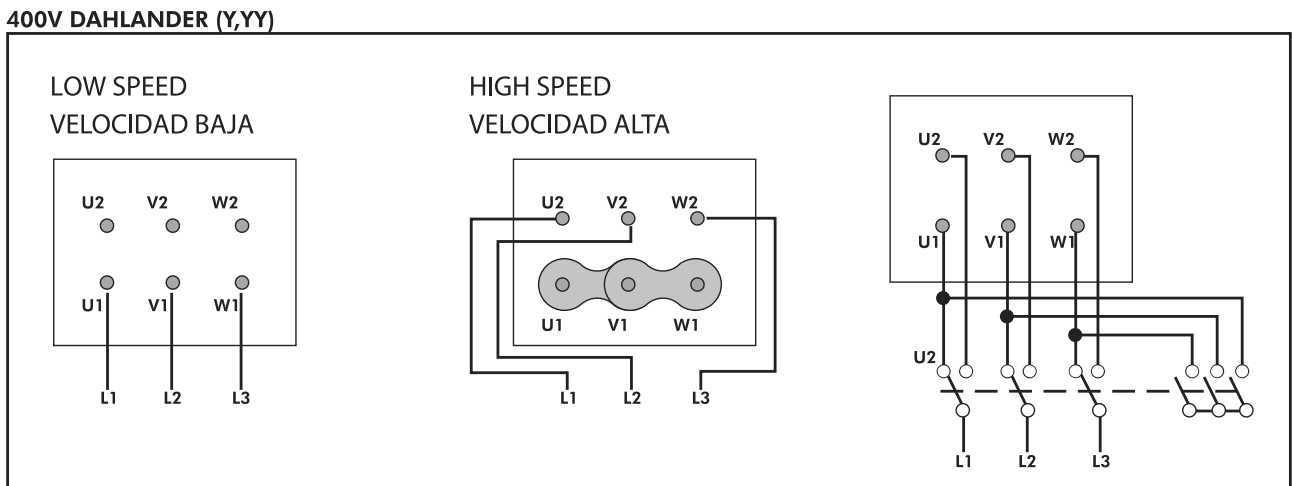 400V DAHLANDER (Y,YY)
LOW SPEED
VELOCIDAD BAJA
U2 V2 W2
U1 V1 W1
L1 L2 L3
HIGH SPEED
VELOCIDAD ALTA
U2 V2 W2
U1 V1 W1
L1 L2 L3
U2 V2 W2
U1 V1 W1
U2
L1 L2 L3